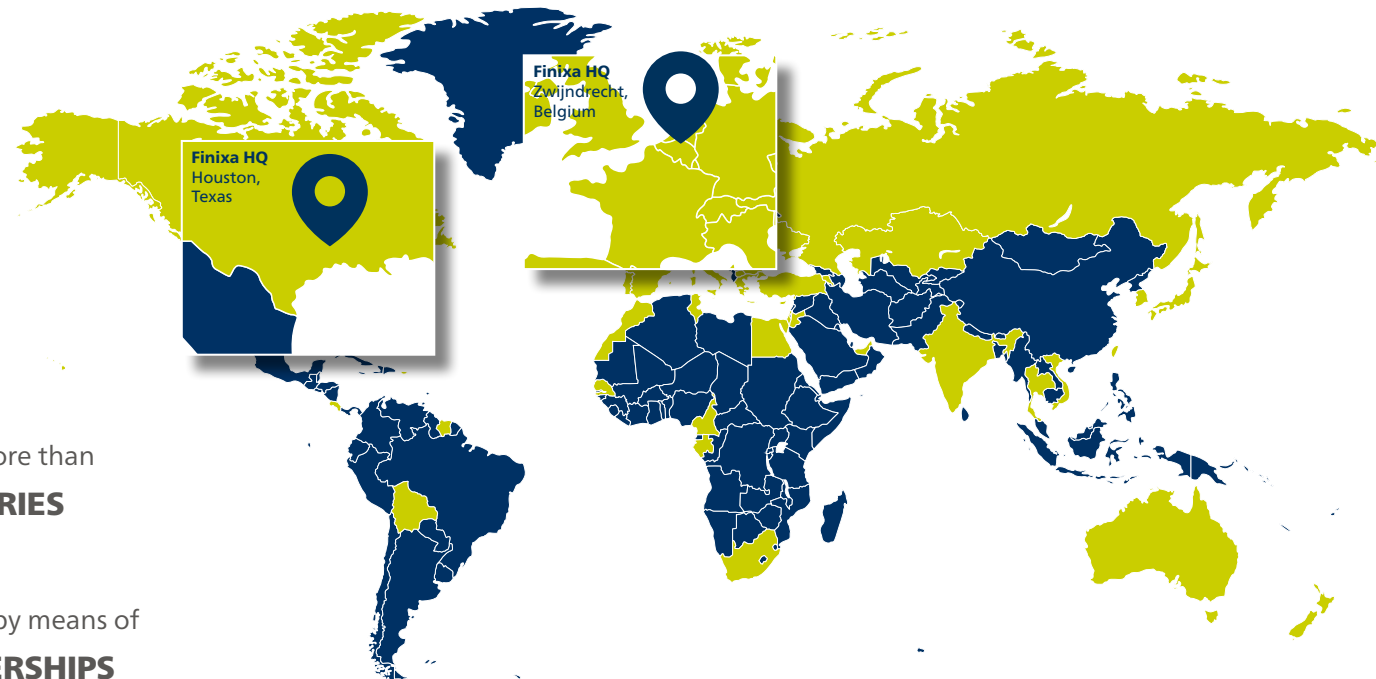 Finixa HQ
Zwijndrecht,
Belgium
Finixa HQ
Houston,
Texas
ore than
RIES
by means of
ERSHIPS